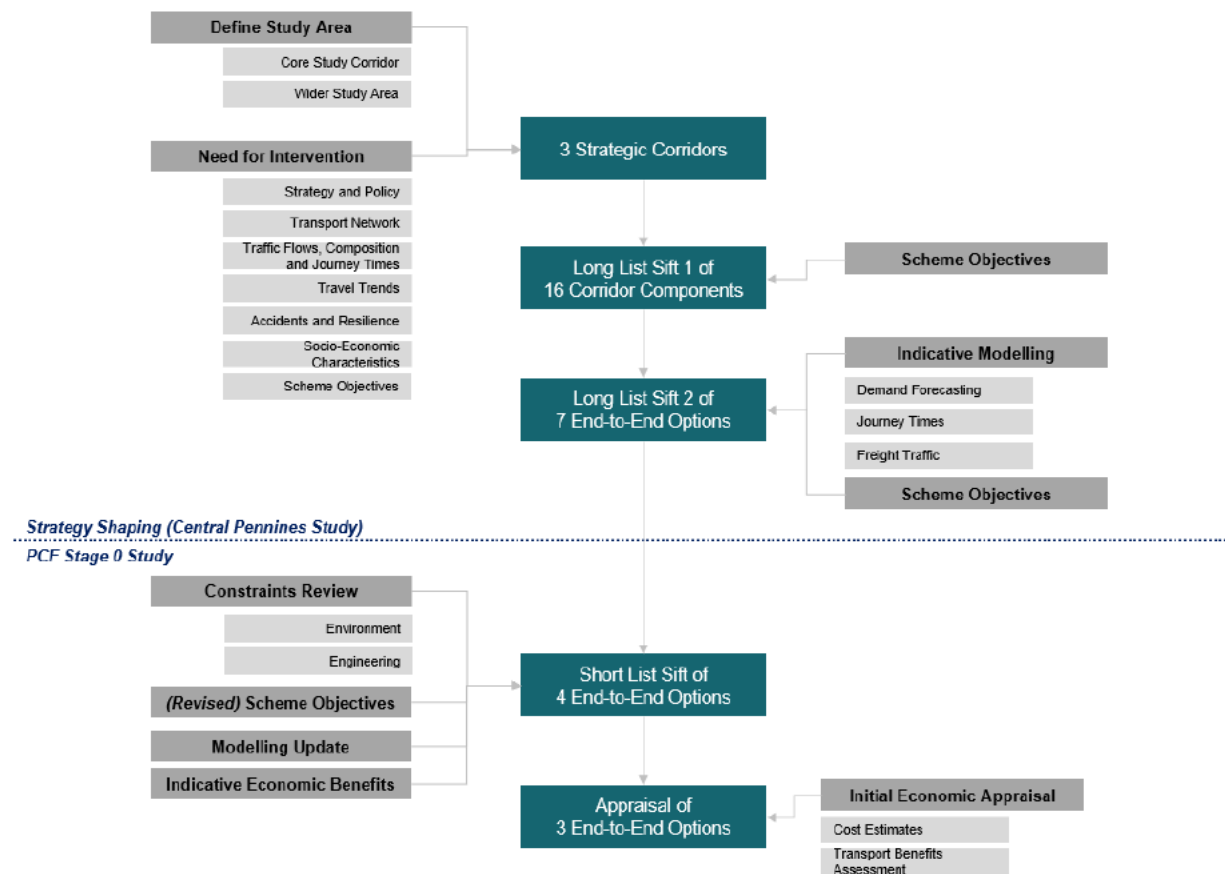 Define Study Area
Core Study Corridor
Wider Study Area
Need for Intervention
Strategy and Policy
Transport Network
Traffic Flows, Composition
and Journey Times
Travel Trends
Accidents and Resilience
Socio-Economic
Characteristics
Scheme Objectives
3 Strategic Corridors
Long List Sift 1 of
16 Corridor Components
Scheme Objectives
Long List Sift 2 of
7 End-to-End Options
Indicative Modelling
Demand Forecasting
Journey Times
Freight Traffic
Scheme Objectives
Strategy Shaping (Central Pennines Study)
PCF Stage 0 Study
Constraints Review
Environment
Engineering
(Revised) Scheme Objectives
Modelling Update
Indicative Economic Benefits
Short List Sift of
4 End-to-End Options
Appraisal of
3 End-to-End Options
Initial Economic Appraisal
Cost Estimates
Transport Benefits
Assessment